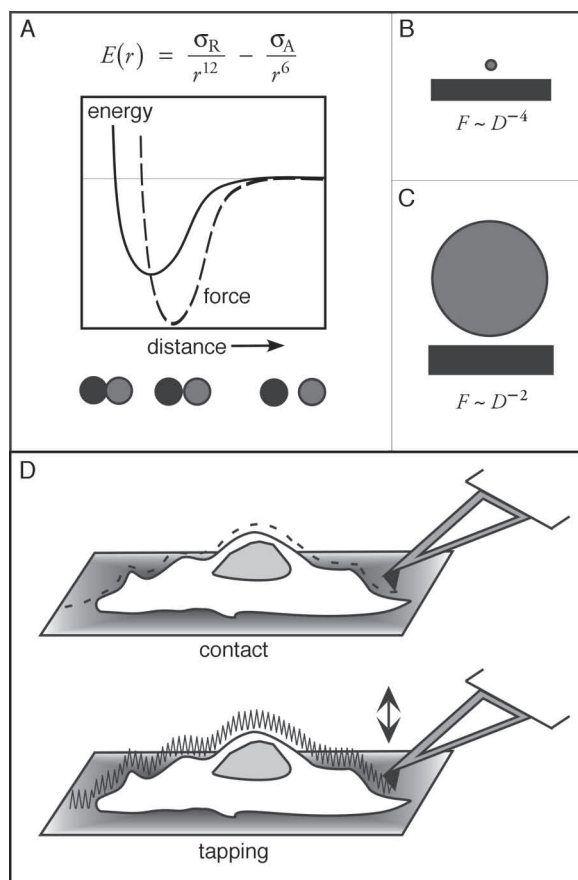 A
E(r) = σR/r¹² − σA/r⁶
energy
force
distance
B
F ~ D⁻⁴
C
F ~ D⁻²
D
contact
tapping